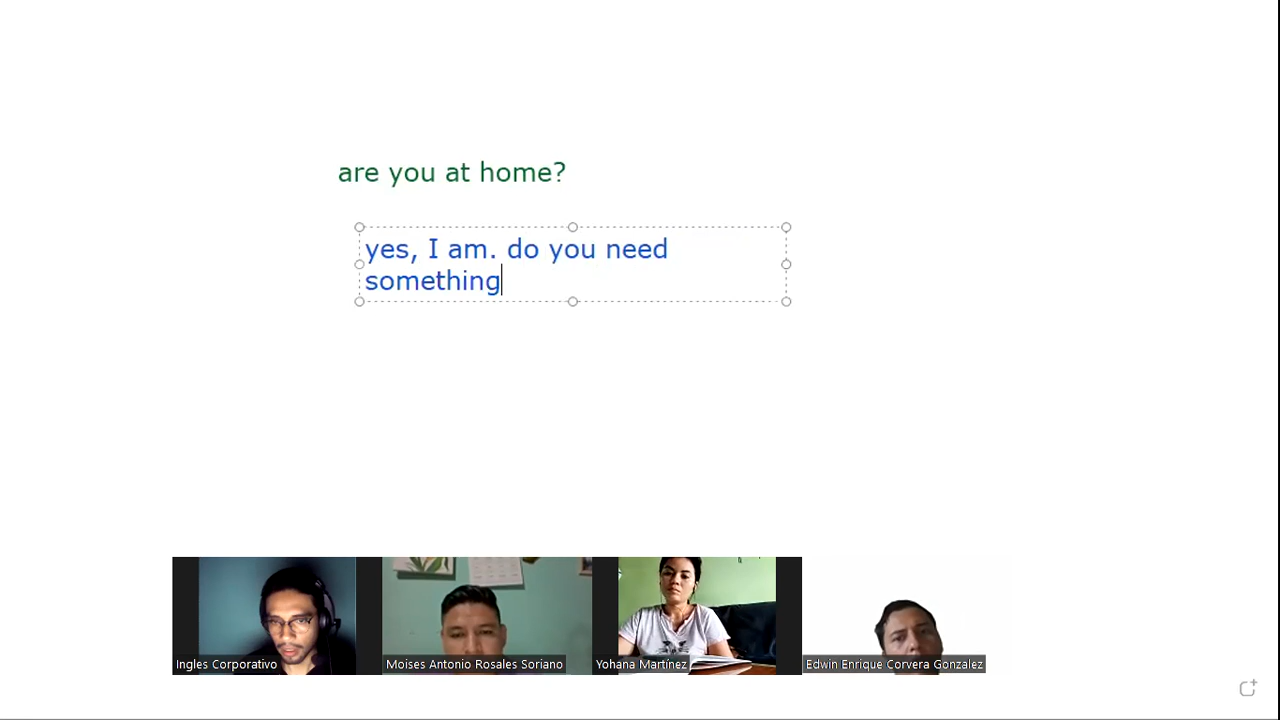 are you at home?
yes, I am. do you need
something
Ingles Corporativo
Moises Antonio Rosales Soriano
Yohana Martínez
Edwin Enrique Corvera Gonzalez